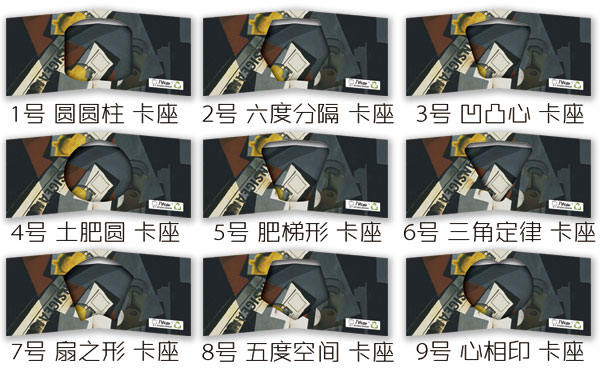 1号 圆圆柱 卡座
2号 六度分隔 卡座
3号 凹凸心 卡座
4号 土肥圆 卡座
5号 肥梯形 卡座
6号 三角定律 卡座
7号 扇之形 卡座
8号 五度空间 卡座
9号 心相印 卡座